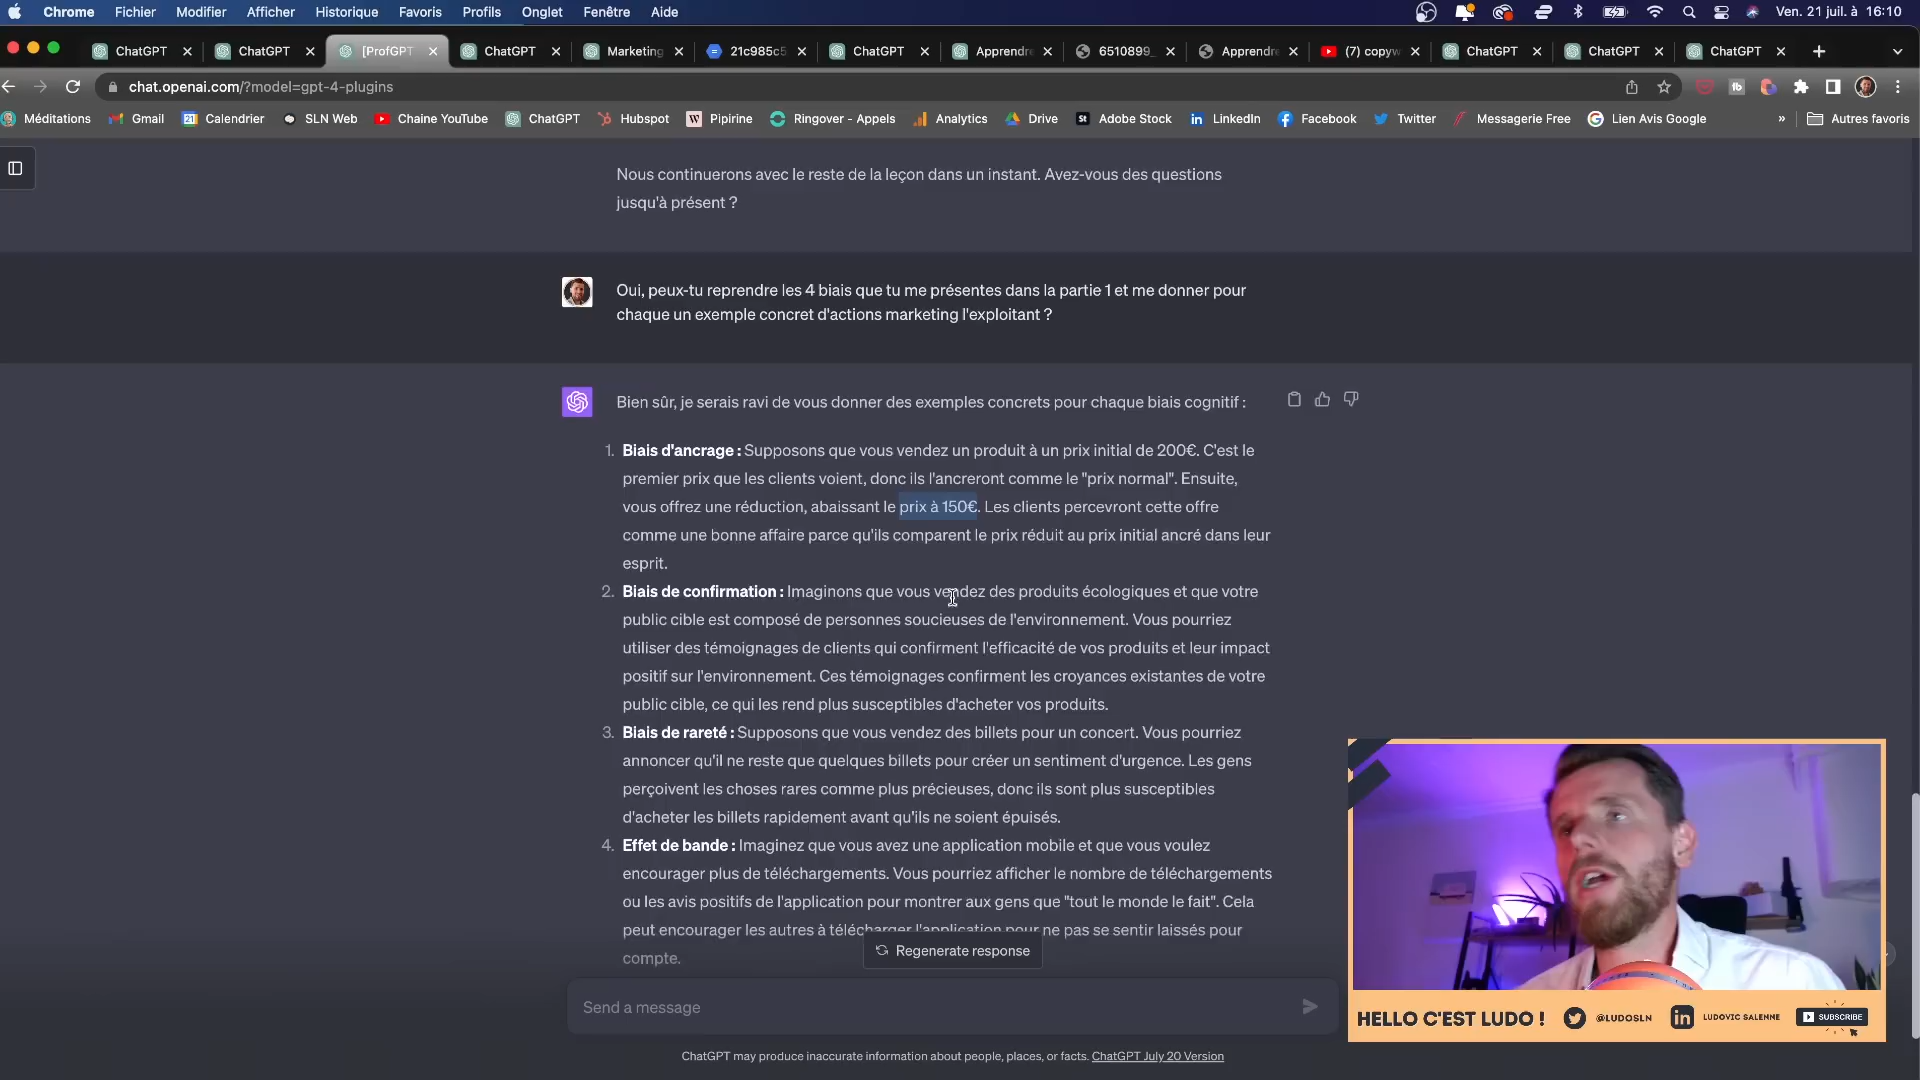 Chrome Fichier Modifier Afficher Historique Favoris Profils Onglet Fenêtre Aide Ven. 21 juil. à 16:10
ChatGPT ChatGPT [ProfGPT ChatGPT Marketing 21c985c5 ChatGPT Apprendre 6510899_ Apprendre (7) copyw ChatGPT ChatGPT ChatGPT
chat.openai.com/?model=gpt-4-plugins
Méditations Gmail Calendrier SLN Web Chaine YouTube ChatGPT Hubspot Pipirine Ringover - Appels Analytics Drive Adobe Stock LinkedIn Facebook Twitter Messagerie Free Lien Avis Google » Autres favoris
Nous continuerons avec le reste de la leçon dans un instant. Avez-vous des questions
jusqu'à présent ?
Oui, peux-tu reprendre les 4 biais que tu me présentes dans la partie 1 et me donner pour
chaque un exemple concret d'actions marketing l'exploitant ?
Bien sûr, je serais ravi de vous donner des exemples concrets pour chaque biais cognitif :
1. Biais d'ancrage : Supposons que vous vendez un produit à un prix initial de 200€. C'est le
premier prix que les clients voient, donc ils l'ancreront comme le "prix normal". Ensuite,
vous offrez une réduction, abaissant le prix à 150€. Les clients percevront cette offre
comme une bonne affaire parce qu'ils comparent le prix réduit au prix initial ancré dans leur
esprit.
2. Biais de confirmation : Imaginons que vous vendez des produits écologiques et que votre
public cible est composé de personnes soucieuses de l'environnement. Vous pourriez
utiliser des témoignages de clients qui confirment l'efficacité de vos produits et leur impact
positif sur l'environnement. Ces témoignages confirment les croyances existantes de votre
public cible, ce qui les rend plus susceptibles d'acheter vos produits.
3. Biais de rareté : Supposons que vous vendez des billets pour un concert. Vous pourriez
annoncer qu'il ne reste que quelques billets pour créer un sentiment d'urgence. Les gens
perçoivent les choses rares comme plus précieuses, donc ils sont plus susceptibles
d'acheter les billets rapidement avant qu'ils ne soient épuisés.
4. Effet de bande : Imaginez que vous avez une application mobile et que vous voulez
encourager plus de téléchargements. Vous pourriez afficher le nombre de téléchargements
ou les avis positifs de l'application pour montrer aux gens que "tout le monde le fait". Cela
peut encourager les autres à télécharger l'application pour ne pas se sentir laissés pour
compte.
Regenerate response
Send a message
HELLO C'EST LUDO ! @LUDOSLN LUDOVIC SALENNE SUBSCRIBE
ChatGPT may produce inaccurate information about people, places, or facts. ChatGPT July 20 Version